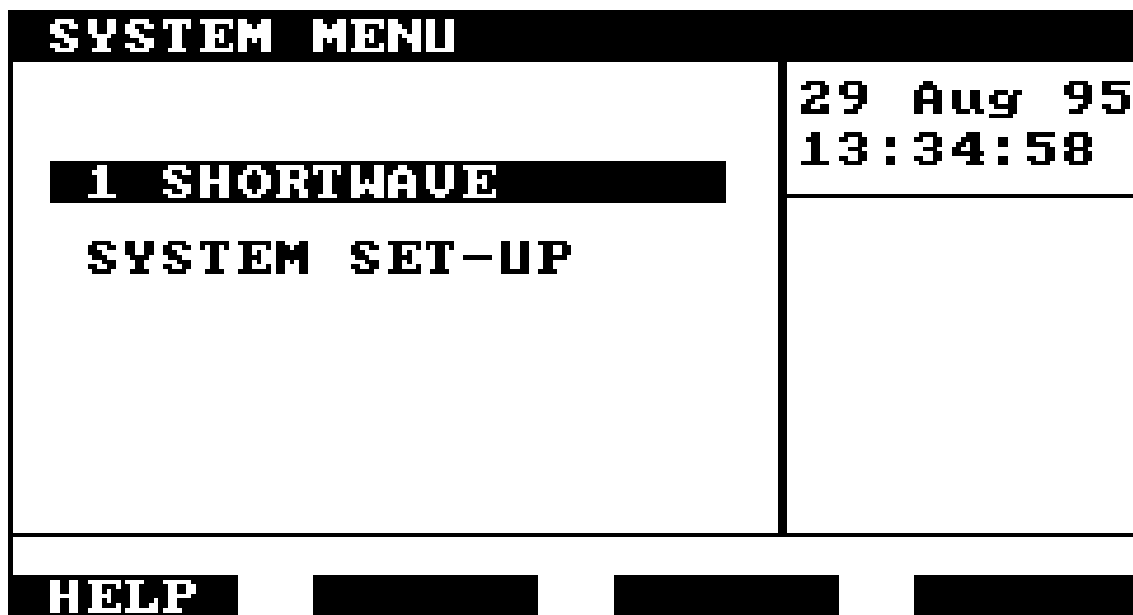 SYSTEM MENU
29 Aug 95
13:34:58
1 SHORTWAVE
SYSTEM SET-UP
HELP